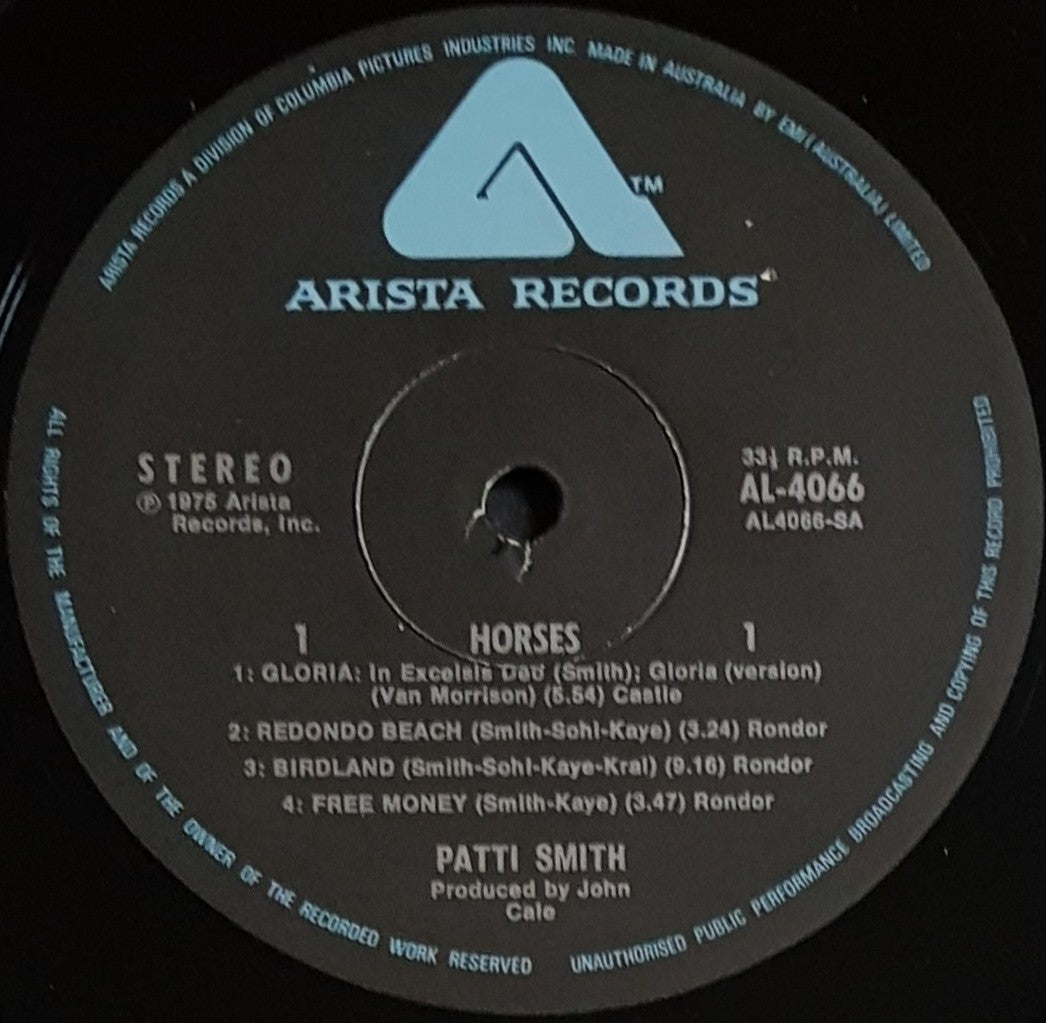 ARISTA RECORDS A DIVISION OF COLUMBIA PICTURES INDUSTRIES INC. MADE IN AUSTRALIA BY EMI (AUSTRALIA) LIMITED
TM
ARISTA RECORDS
STEREO
℗ 1975 Arista
Records, Inc.
33⅓ R.P.M.
AL-4066
AL4066-SA
1 HORSES 1
1: GLORIA: In Excelsis Deo (Smith); Gloria (version)
(Van Morrison) (5.54) Castle
2: REDONDO BEACH (Smith-Sohl-Kaye) (3.24) Rondor
3: BIRDLAND (Smith-Sohl-Kaye-Kral) (9.16) Rondor
4: FREE MONEY (Smith-Kaye) (3.47) Rondor
PATTI SMITH
Produced by John
Cale
ALL RIGHTS OF THE MANUFACTURER AND OF THE OWNER OF THE RECORDED WORK RESERVED
UNAUTHORISED PUBLIC PERFORMANCE BROADCASTING AND COPYING OF THIS RECORD PROHIBITED